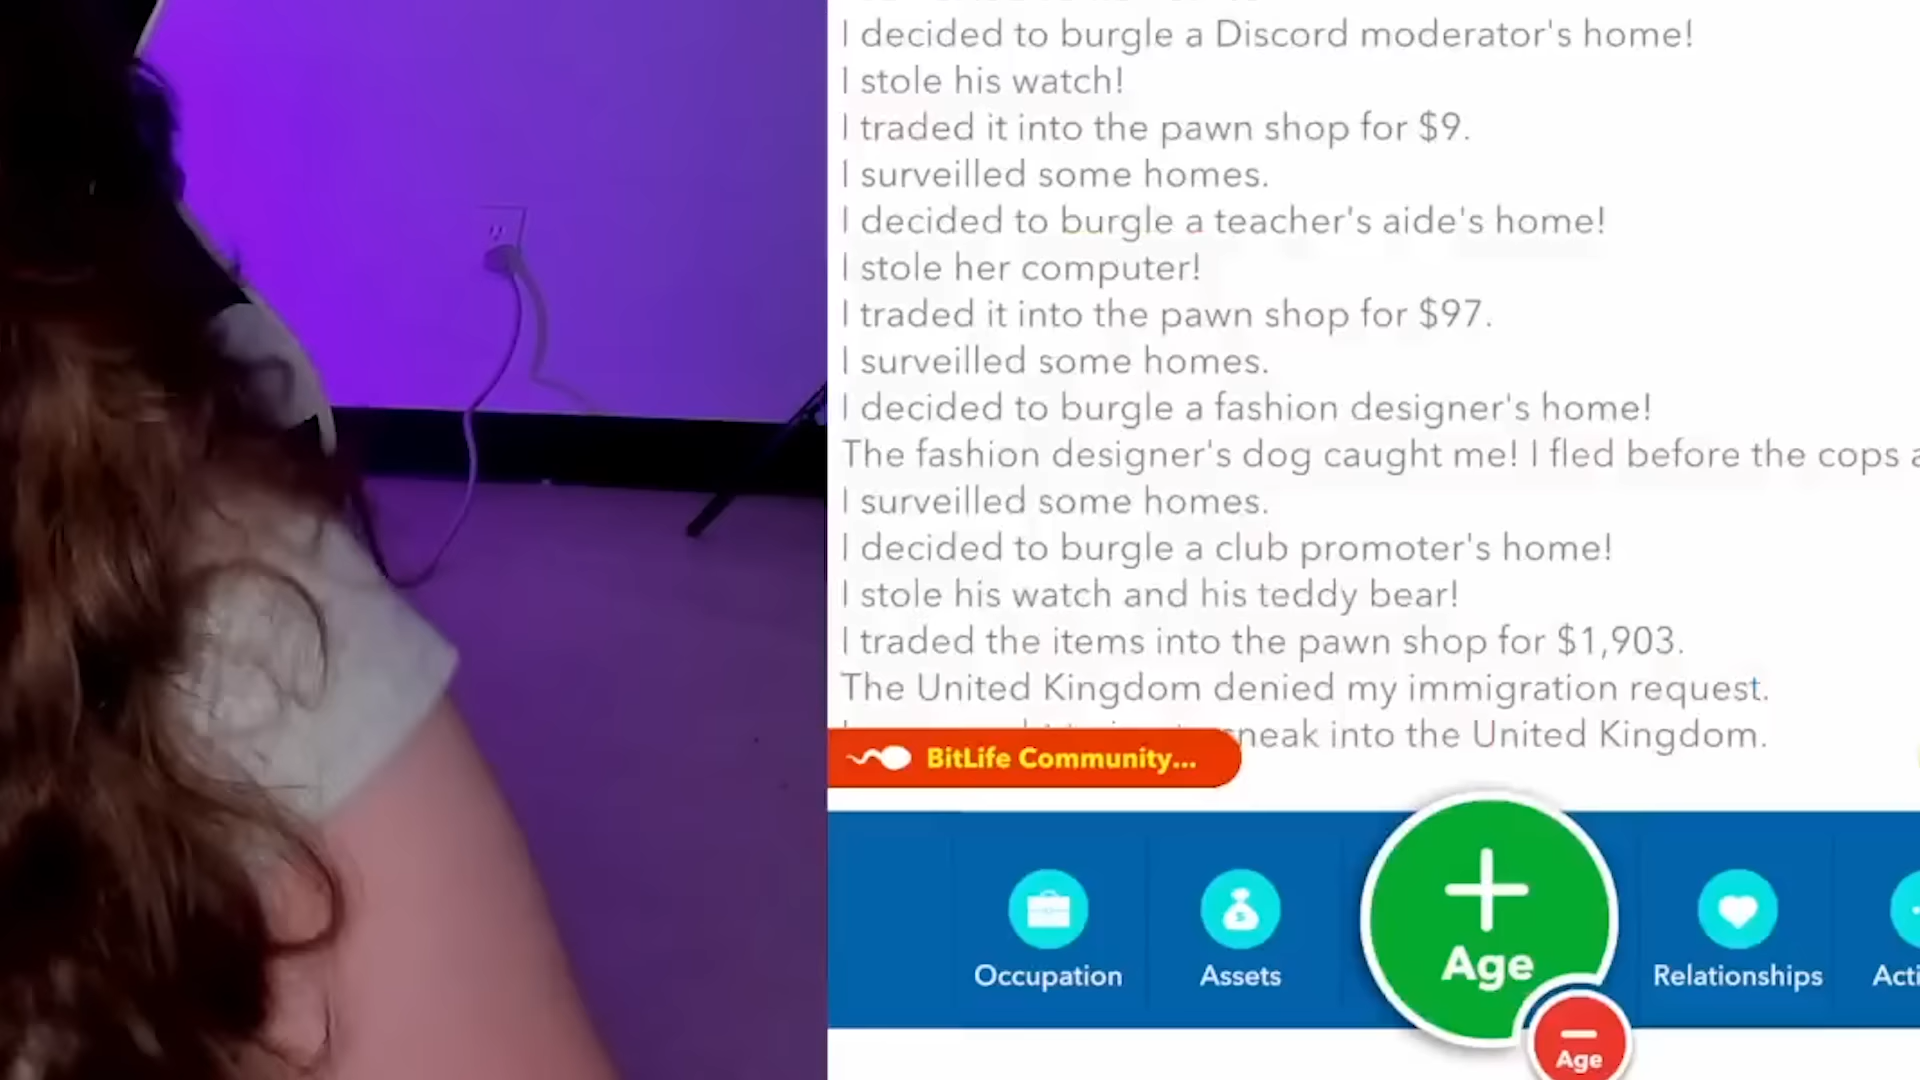 I decided to burgle a Discord moderator's home!
I stole his watch!
I traded it into the pawn shop for $9.
I surveilled some homes.
I decided to burgle a teacher's aide's home!
I stole her computer!
I traded it into the pawn shop for $97.
I surveilled some homes.
I decided to burgle a fashion designer's home!
The fashion designer's dog caught me! I fled before the cops a
I surveilled some homes.
I decided to burgle a club promoter's home!
I stole his watch and his teddy bear!
I traded the items into the pawn shop for $1,903.
The United Kingdom denied my immigration request.
sneak into the United Kingdom.
BitLife Community...
Occupation
Assets
Age
Relationships
Acti
Age